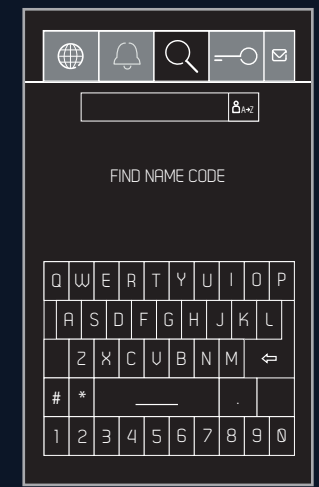 A→Z
FIND NAME CODE
Q W E R T Y U I O P
A S D F G H J K L
Z X C V B N M ⇦
# * .
1 2 3 4 5 6 7 8 9 0